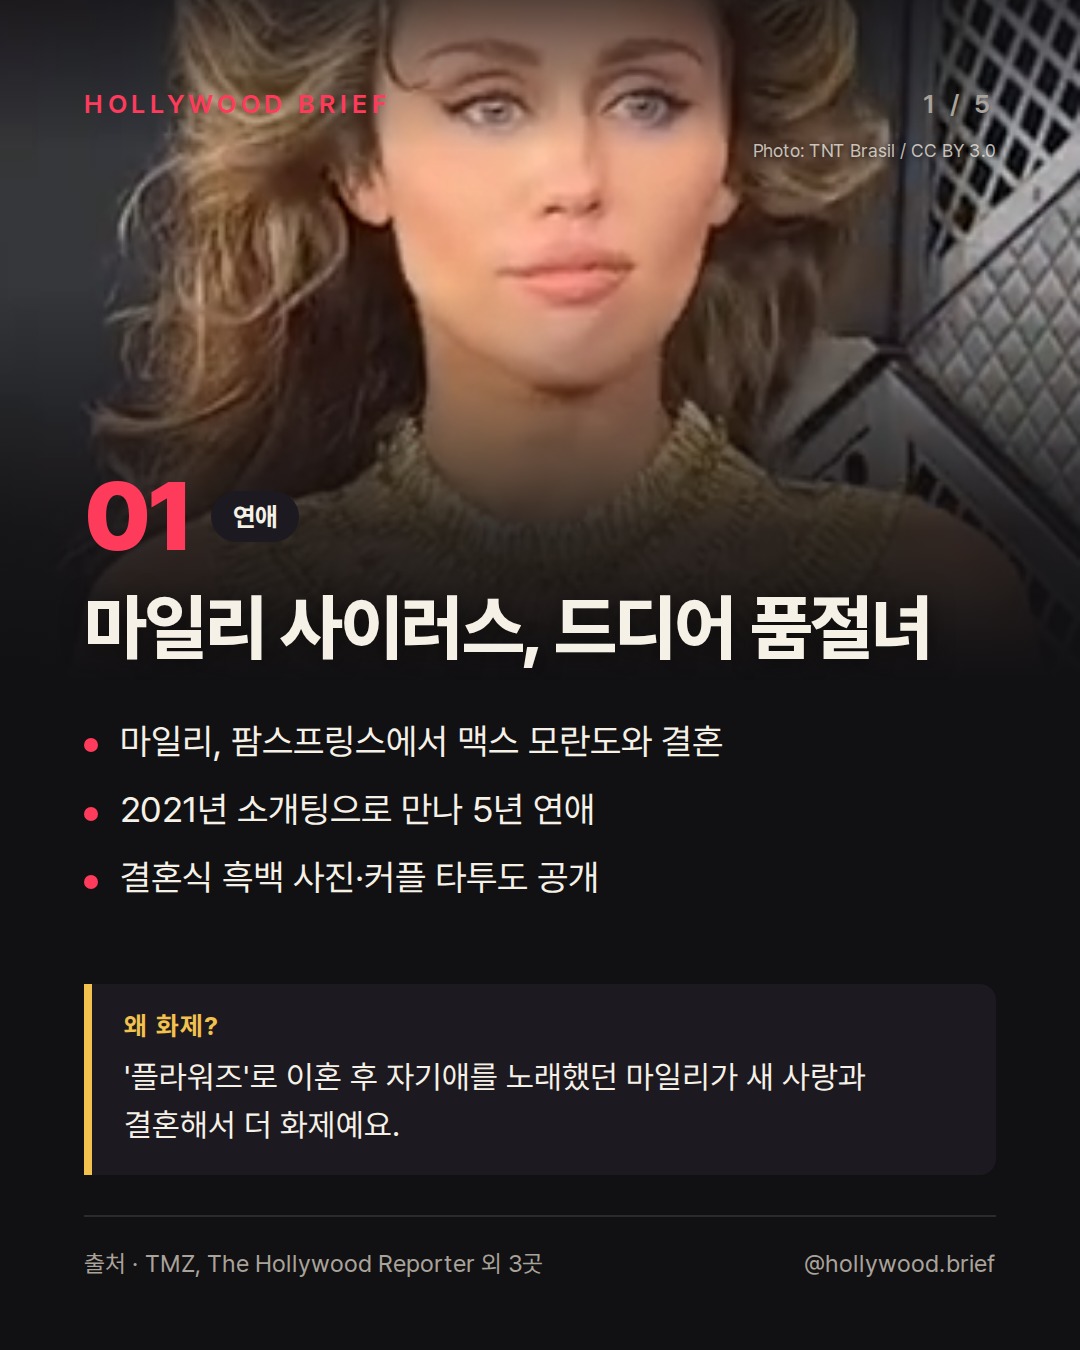 HOLLYWOOD BRIEF
1 / 5
Photo: TNT Brasil / CC BY 3.0
01
연애
마일리 사이러스, 드디어 품절녀
마일리, 팜스프링스에서 맥스 모란도와 결혼
2021년 소개팅으로 만나 5년 연애
결혼식 흑백 사진·커플 타투도 공개
왜 화제?
'플라워즈'로 이혼 후 자기애를 노래했던 마일리가 새 사랑과
결혼해서 더 화제예요.
출처 · TMZ, The Hollywood Reporter 외 3곳
@hollywood.brief